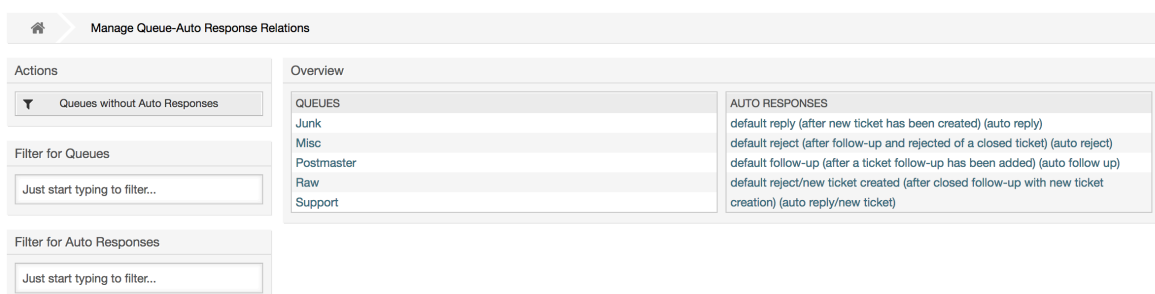 Manage Queue-Auto Response Relations
Actions
Queues without Auto Responses
Filter for Queues
Just start typing to filter...
Filter for Auto Responses
Just start typing to filter...
Overview
QUEUES
Junk
Misc
Postmaster
Raw
Support
AUTO RESPONSES
default reply (after new ticket has been created) (auto reply)
default reject (after follow-up and rejected of a closed ticket) (auto reject)
default follow-up (after a ticket follow-up has been added) (auto follow up)
default reject/new ticket created (after closed follow-up with new ticket
creation) (auto reply/new ticket)